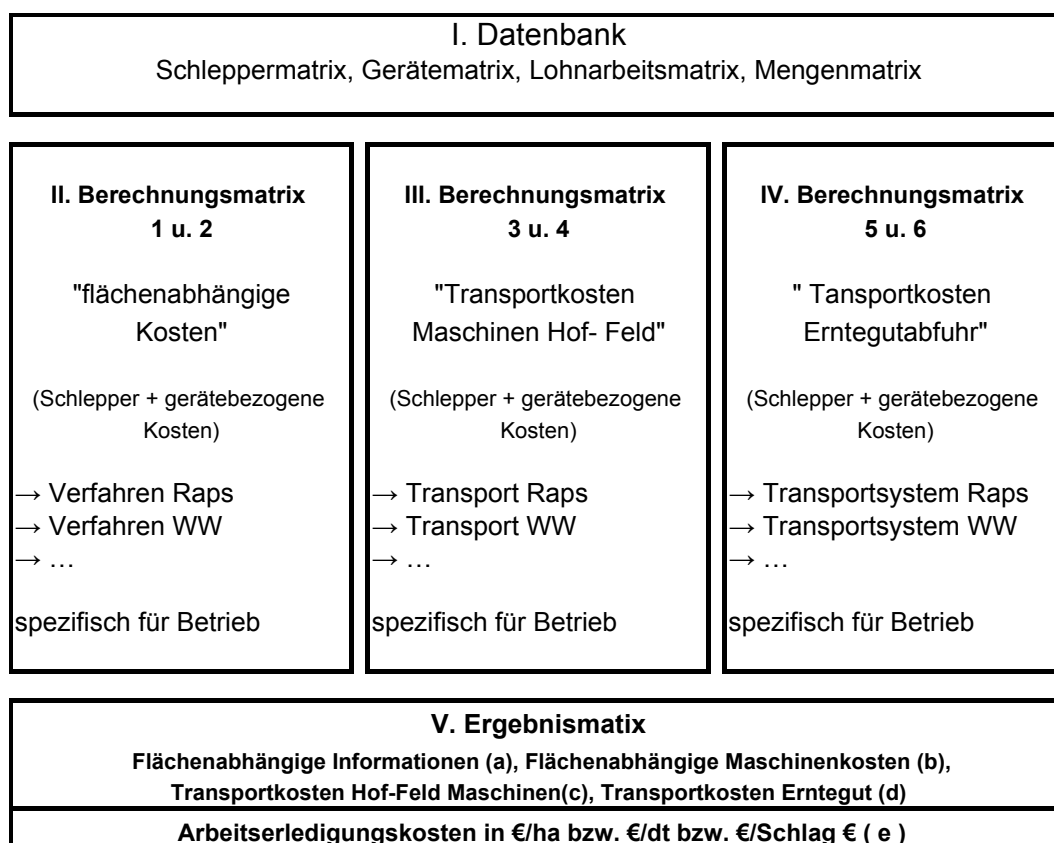 I. Datenbank
Schleppermatrix, Gerätematrix, Lohnarbeitsmatrix, Mengenmatrix
II. Berechnungsmatrix
1 u. 2
"flächenabhängige
Kosten"
(Schlepper + gerätebezogene
Kosten)
→ Verfahren Raps
→ Verfahren WW
→ …
spezifisch für Betrieb
III. Berechnungsmatrix
3 u. 4
"Transportkosten
Maschinen Hof- Feld"
(Schlepper + gerätebezogene
Kosten)
→ Transport Raps
→ Transport WW
→ …
spezifisch für Betrieb
IV. Berechnungsmatrix
5 u. 6
" Tansportkosten
Erntegutabfuhr"
(Schlepper + gerätebezogene
Kosten)
→ Transportsystem Raps
→ Transportsystem WW
→ …
spezifisch für Betrieb
V. Ergebnismatix
Flächenabhängige Informationen (a), Flächenabhängige Maschinenkosten (b),
Transportkosten Hof-Feld Maschinen(c), Transportkosten Erntegut (d)
Arbeitserledigungskosten in €/ha bzw. €/dt bzw. €/Schlag € ( e )